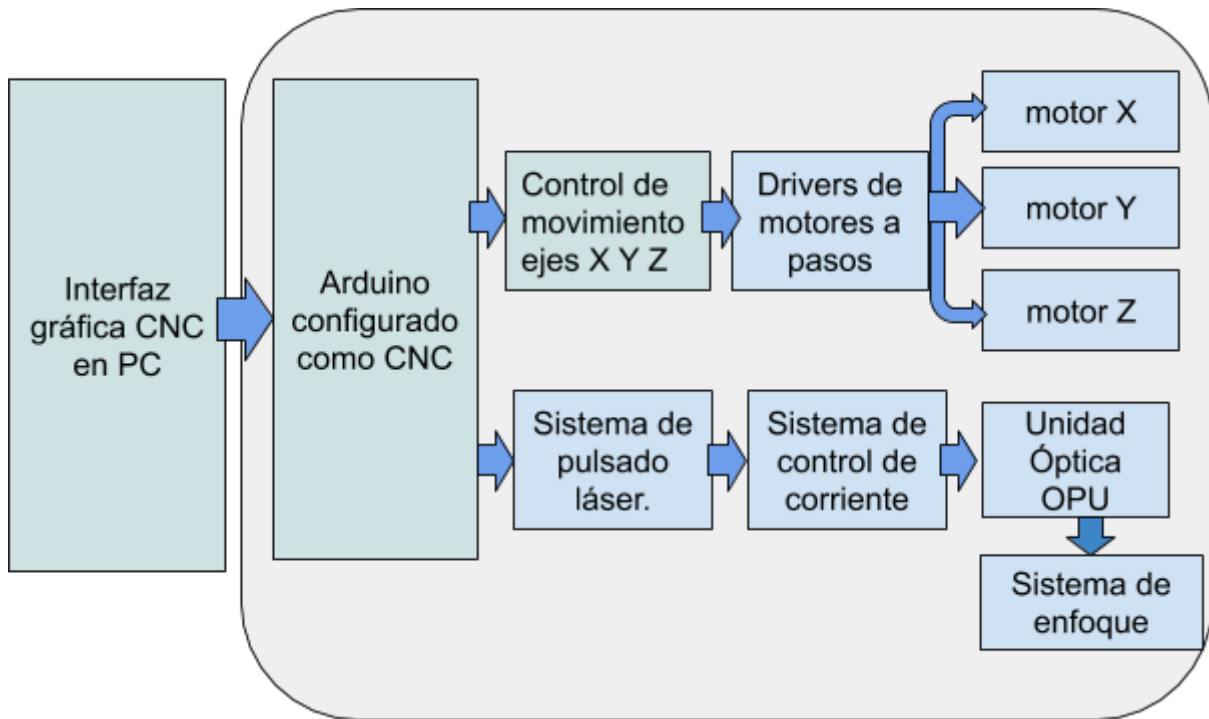 Interfaz
gráfica CNC
en PC
Arduino
configurado
como CNC
Control de
movimiento
ejes X Y Z
Drivers de
motores a
pasos
motor X
motor Y
motor Z
Sistema de
pulsado
láser.
Sistema de
control de
corriente
Unidad
Óptica
OPU
Sistema de
enfoque